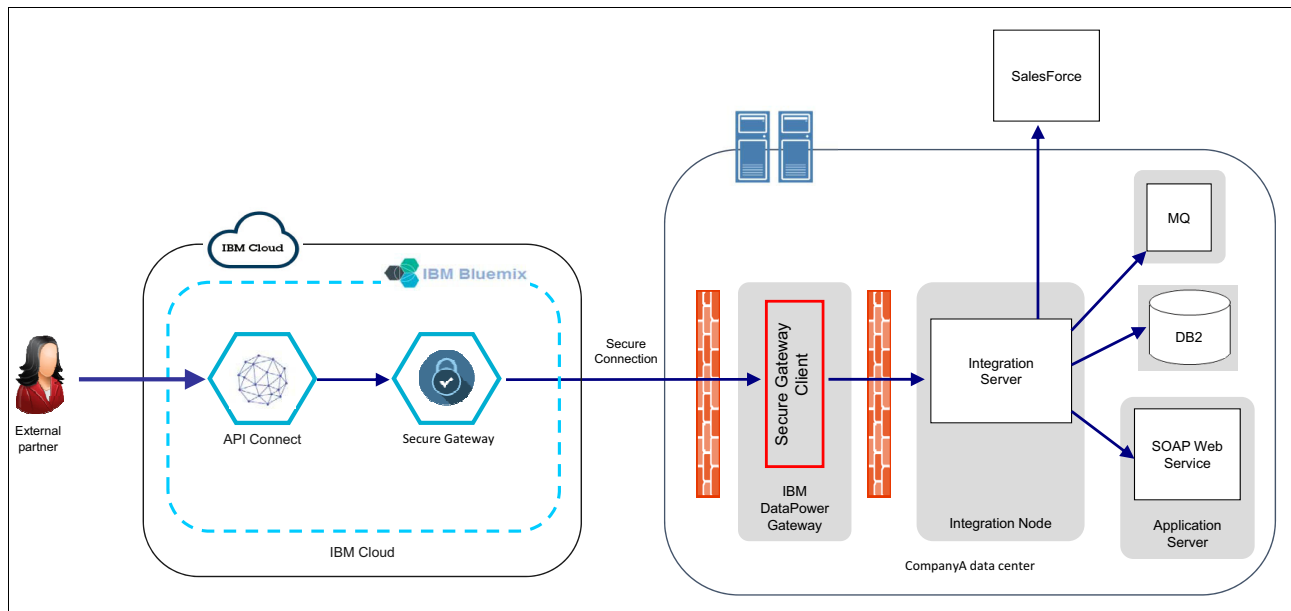 SalesForce
IBM Cloud
IBM Bluemix
MQ
DB2
Secure
Connection
Secure Gateway
Client
Integration
Server
External
partner
API Connect
Secure Gateway
SOAP Web
Service
IBM
DataPower
Gateway
Integration Node
Application
Server
IBM Cloud
CompanyA data center